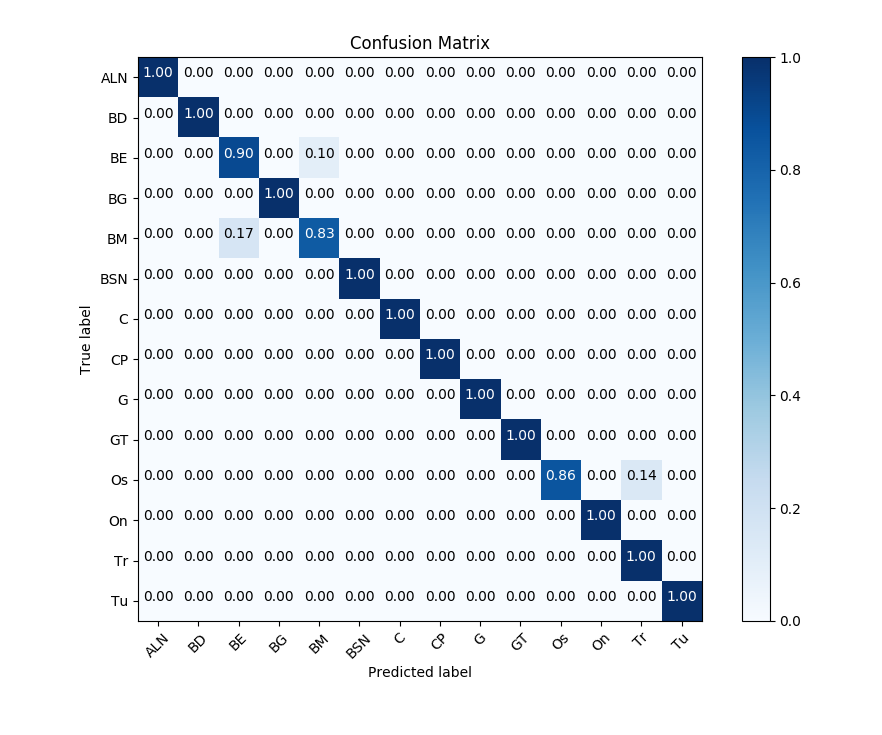 Confusion Matrix
ALN 1.00 0.00 0.00 0.00 0.00 0.00 0.00 0.00 0.00 0.00 0.00 0.00 0.00 0.00
BD 0.00 1.00 0.00 0.00 0.00 0.00 0.00 0.00 0.00 0.00 0.00 0.00 0.00 0.00
BE 0.00 0.00 0.90 0.00 0.10 0.00 0.00 0.00 0.00 0.00 0.00 0.00 0.00 0.00
BG 0.00 0.00 0.00 1.00 0.00 0.00 0.00 0.00 0.00 0.00 0.00 0.00 0.00 0.00
BM 0.00 0.00 0.17 0.00 0.83 0.00 0.00 0.00 0.00 0.00 0.00 0.00 0.00 0.00
BSN 0.00 0.00 0.00 0.00 0.00 1.00 0.00 0.00 0.00 0.00 0.00 0.00 0.00 0.00
C 0.00 0.00 0.00 0.00 0.00 0.00 1.00 0.00 0.00 0.00 0.00 0.00 0.00 0.00
CP 0.00 0.00 0.00 0.00 0.00 0.00 0.00 1.00 0.00 0.00 0.00 0.00 0.00 0.00
G 0.00 0.00 0.00 0.00 0.00 0.00 0.00 0.00 1.00 0.00 0.00 0.00 0.00 0.00
GT 0.00 0.00 0.00 0.00 0.00 0.00 0.00 0.00 0.00 1.00 0.00 0.00 0.00 0.00
Os 0.00 0.00 0.00 0.00 0.00 0.00 0.00 0.00 0.00 0.00 0.86 0.00 0.14 0.00
On 0.00 0.00 0.00 0.00 0.00 0.00 0.00 0.00 0.00 0.00 0.00 1.00 0.00 0.00
Tr 0.00 0.00 0.00 0.00 0.00 0.00 0.00 0.00 0.00 0.00 0.00 0.00 1.00 0.00
Tu 0.00 0.00 0.00 0.00 0.00 0.00 0.00 0.00 0.00 0.00 0.00 0.00 0.00 1.00
ALN BD BE BG BM BSN C CP G GT Os On Tr Tu
Predicted label
True label
1.0
0.8
0.6
0.4
0.2
0.0